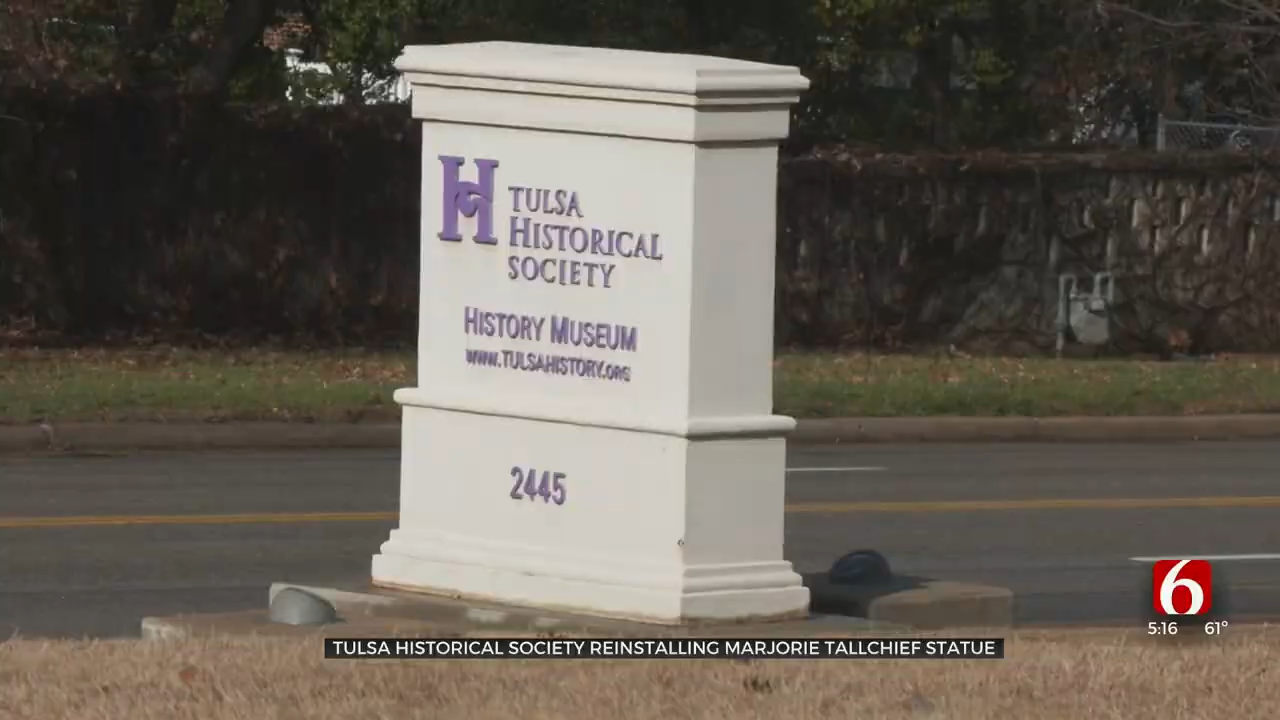 TULSA
HISTORICAL
SOCIETY
HISTORY MUSEUM
WWW.TULSAHISTORY.ORG
2445
6
5:16 61°
TULSA HISTORICAL SOCIETY REINSTALLING MARJORIE TALLCHIEF STATUE